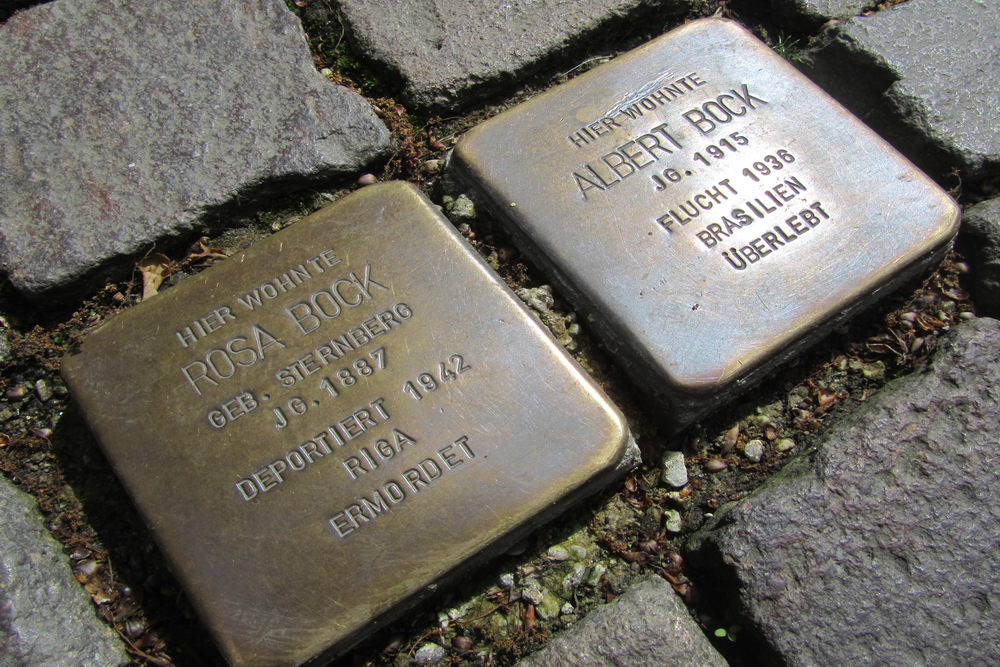 HIER WOHNTE
ROSA BOCK
GEB. STERNBERG
JG. 1887
DEPORTIERT 1942
RIGA
ERMORDET
HIER WOHNTE
ALBERT BOCK
JG. 1915
FLUCHT 1936
BRASILIEN
ÜBERLEBT